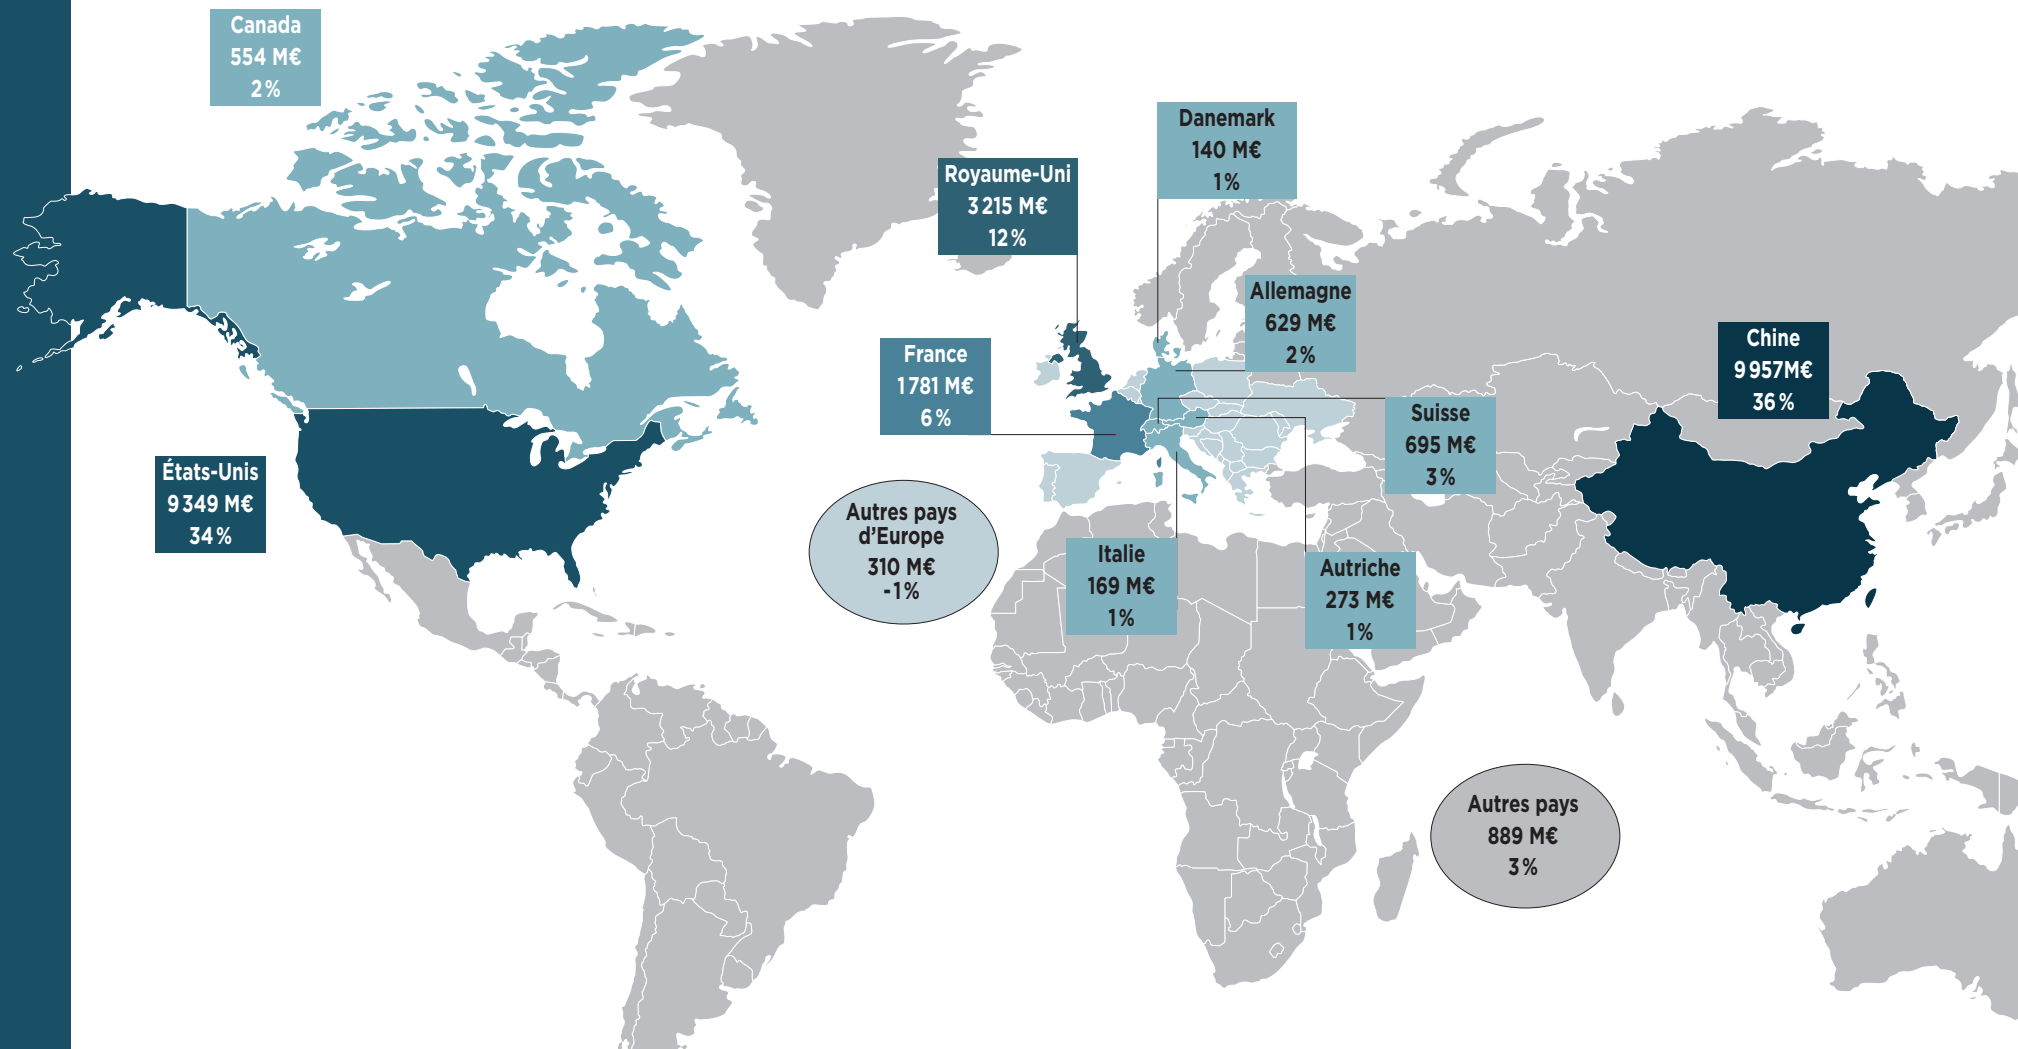 Canada
554 M€
2 %
Danemark
140 M€
1 %
Royaume-Uni
3 215 M€
12 %
Allemagne
629 M€
2 %
France
1 781 M€
6 %
Chine
9 957M€
36 %
Suisse
695 M€
3 %
États-Unis
9 349 M€
34 %
Autres pays
d’Europe
310 M€
-1 %
Italie
169 M€
1 %
Autriche
273 M€
1 %
Autres pays
889 M€
3 %